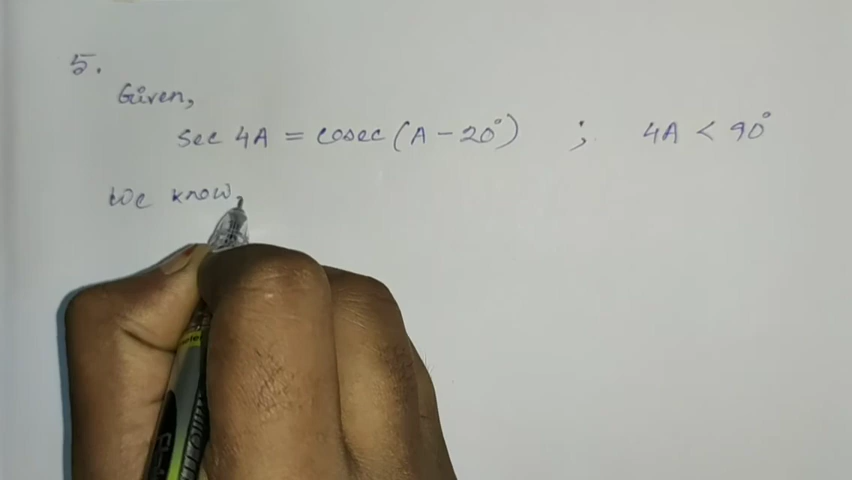 5.
Given,
sec 4A = cosec (A - 20°) ; 4A < 90°
We know,